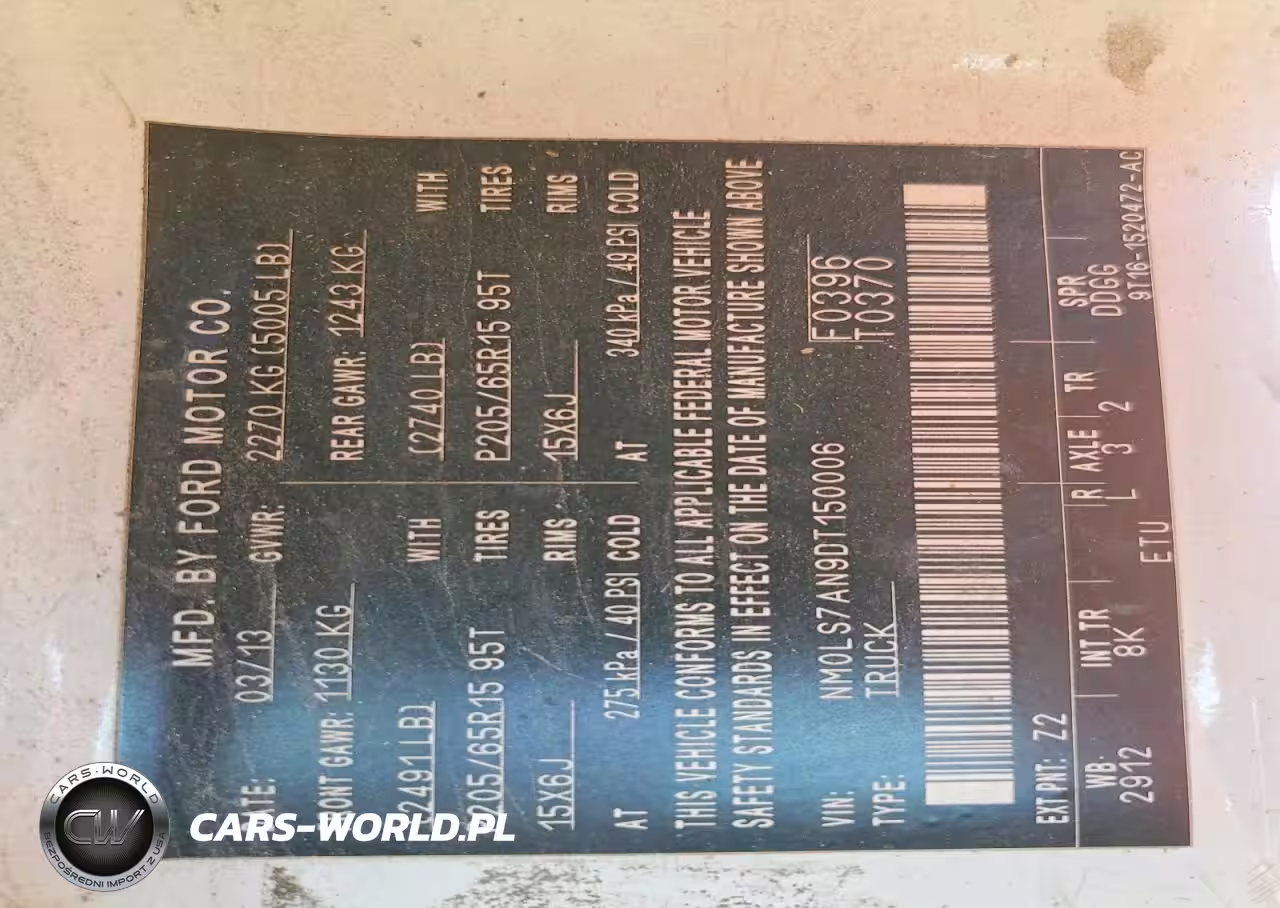 MFD. BY FORD MOTOR CO.
DATE: 03/13 GVWR: 2270 KG (5005 LB)
FRONT GAWR: 1130 KG REAR GAWR: 1243 KG
(2491LB) WITH (2740 LB) WITH
P205/65R15 95T TIRES P205/65R15 95T TIRES
15X6J RIMS 15X6J RIMS
AT 275 kPa / 40 PSI COLD AT 340 kPa / 49 PSI COLD
THIS VEHICLE CONFORMS TO ALL APPLICABLE FEDERAL MOTOR VEHICLE
SAFETY STANDARDS IN EFFECT ON THE DATE OF MANUFACTURE SHOWN ABOVE
VIN: NM0LS7AN9DT150006 F0396
TYPE: TRUCK T0370
EXT PNT: Z2
WB INT TR R AXLE TR SPR
2912 8K L 3 2 DDGG
ETU 9T16-1520472-AC
CARS-WORLD
CW
BEZPOŚREDNI IMPORT Z USA
CARS-WORLD.PL